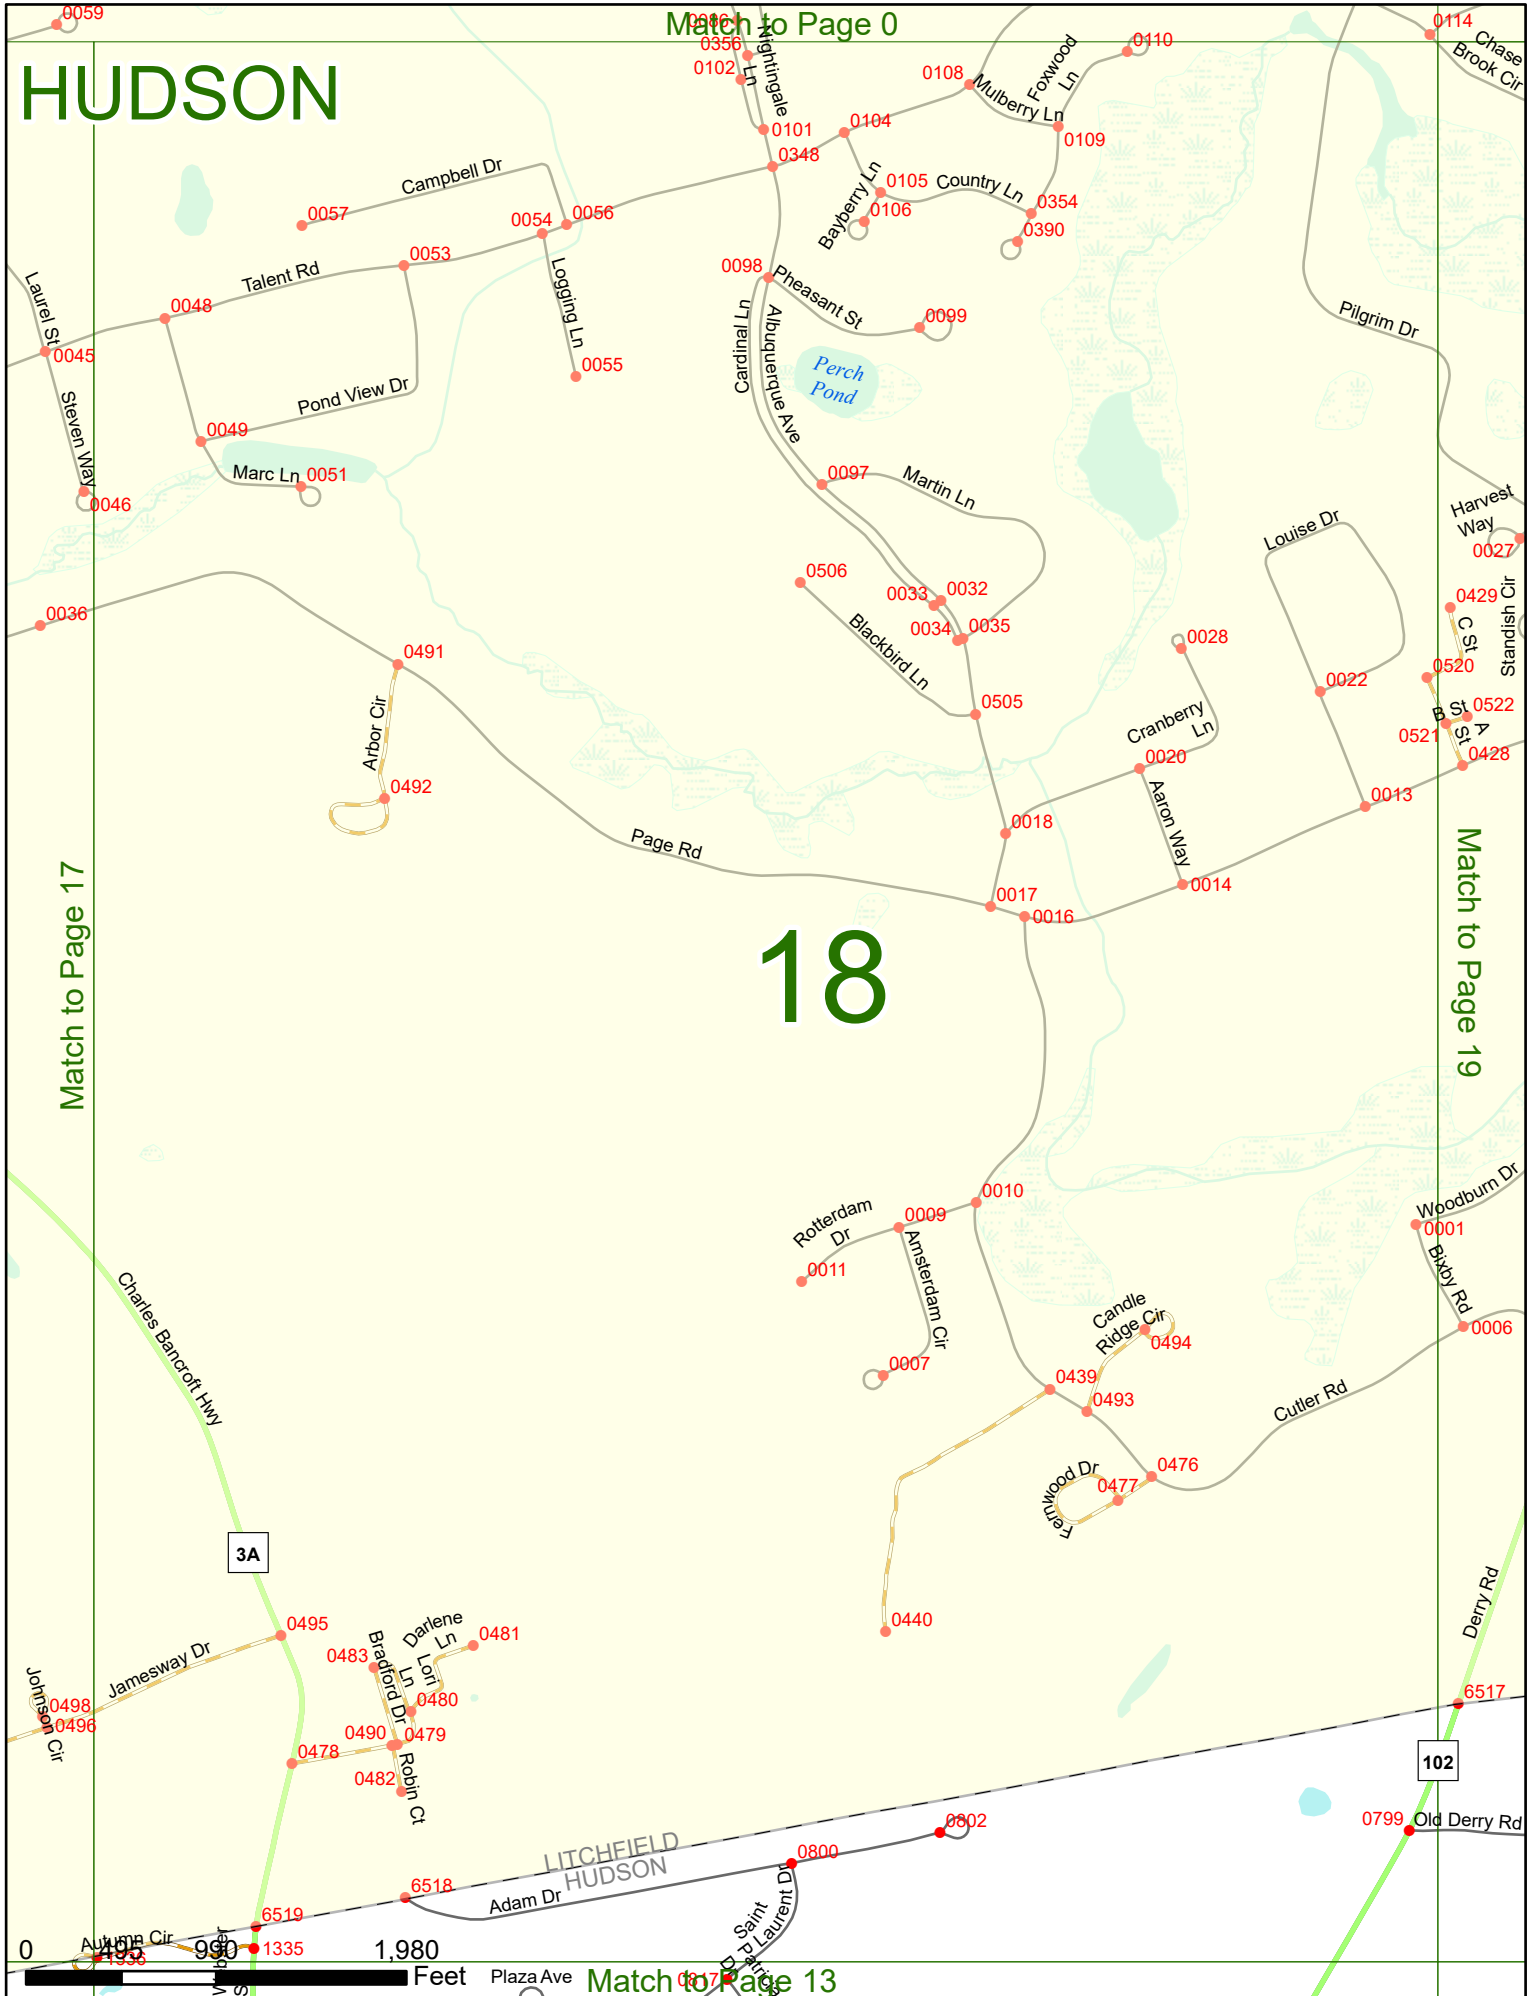 0059
0086
Match to Page 0
0114
Chase
Brook Cir
HUDSON
0356
0102
Nightingale
Ln
0108
Foxwood
Ln
0110
Mulberry Ln
0101
0104
0109
0348
Campbell Dr
0057
0054
0056
Bayberry Ln
0105
Country Ln
0106
0354
0390
0053
Talent Rd
Laurel St
0048
0045
Logging Ln
0055
0098
Pheasant St
0099
Cardinal Ln
Albuquerque Ave
Perch
Pond
Pilgrim Dr
Pond View Dr
Steven Way
0049
Marc Ln
0051
0046
0097
Martin Ln
Louise Dr
Harvest
Way
0027
0506
0033
0032
0034
0035
Blackbird Ln
0036
0491
Arbor Cir
0492
0028
0429
C St
Standish Cir
0520
0022
0505
Cranberry
Ln
B St
0522
0521
A
St
0428
0020
0013
0018
Aaron Way
Page Rd
0014
0017
0016
Match to Page 17
18
Match to Page 19
0010
Rotterdam
Dr
0009
0011
Amsterdam Cir
0007
Woodburn Dr
0001
Bixby Rd
0006
Charles Bancroft Hwy
Candle
Ridge Cir
0494
0439
0493
Cutler Rd
0476
Fernwood Dr
0477
3A
0440
Derry Rd
0495
Jamesway Dr
Darlene
Ln
0481
0483
Bradford Dr
Lori
Ln
0480
Johnson Cir
0498
0496
0490
0479
0478
0482
Robin Ct
6517
102
0802
0799
Old Derry Rd
LITCHFIELD
HUDSON
0800
6518
Adam Dr
Saint
Laurent Dr
6519
Autumn Cir
1335
1336
Webster
S
0 495 990 1,980
Feet
Plaza Ave
0817
Patricia
Dr
Match to Page 13